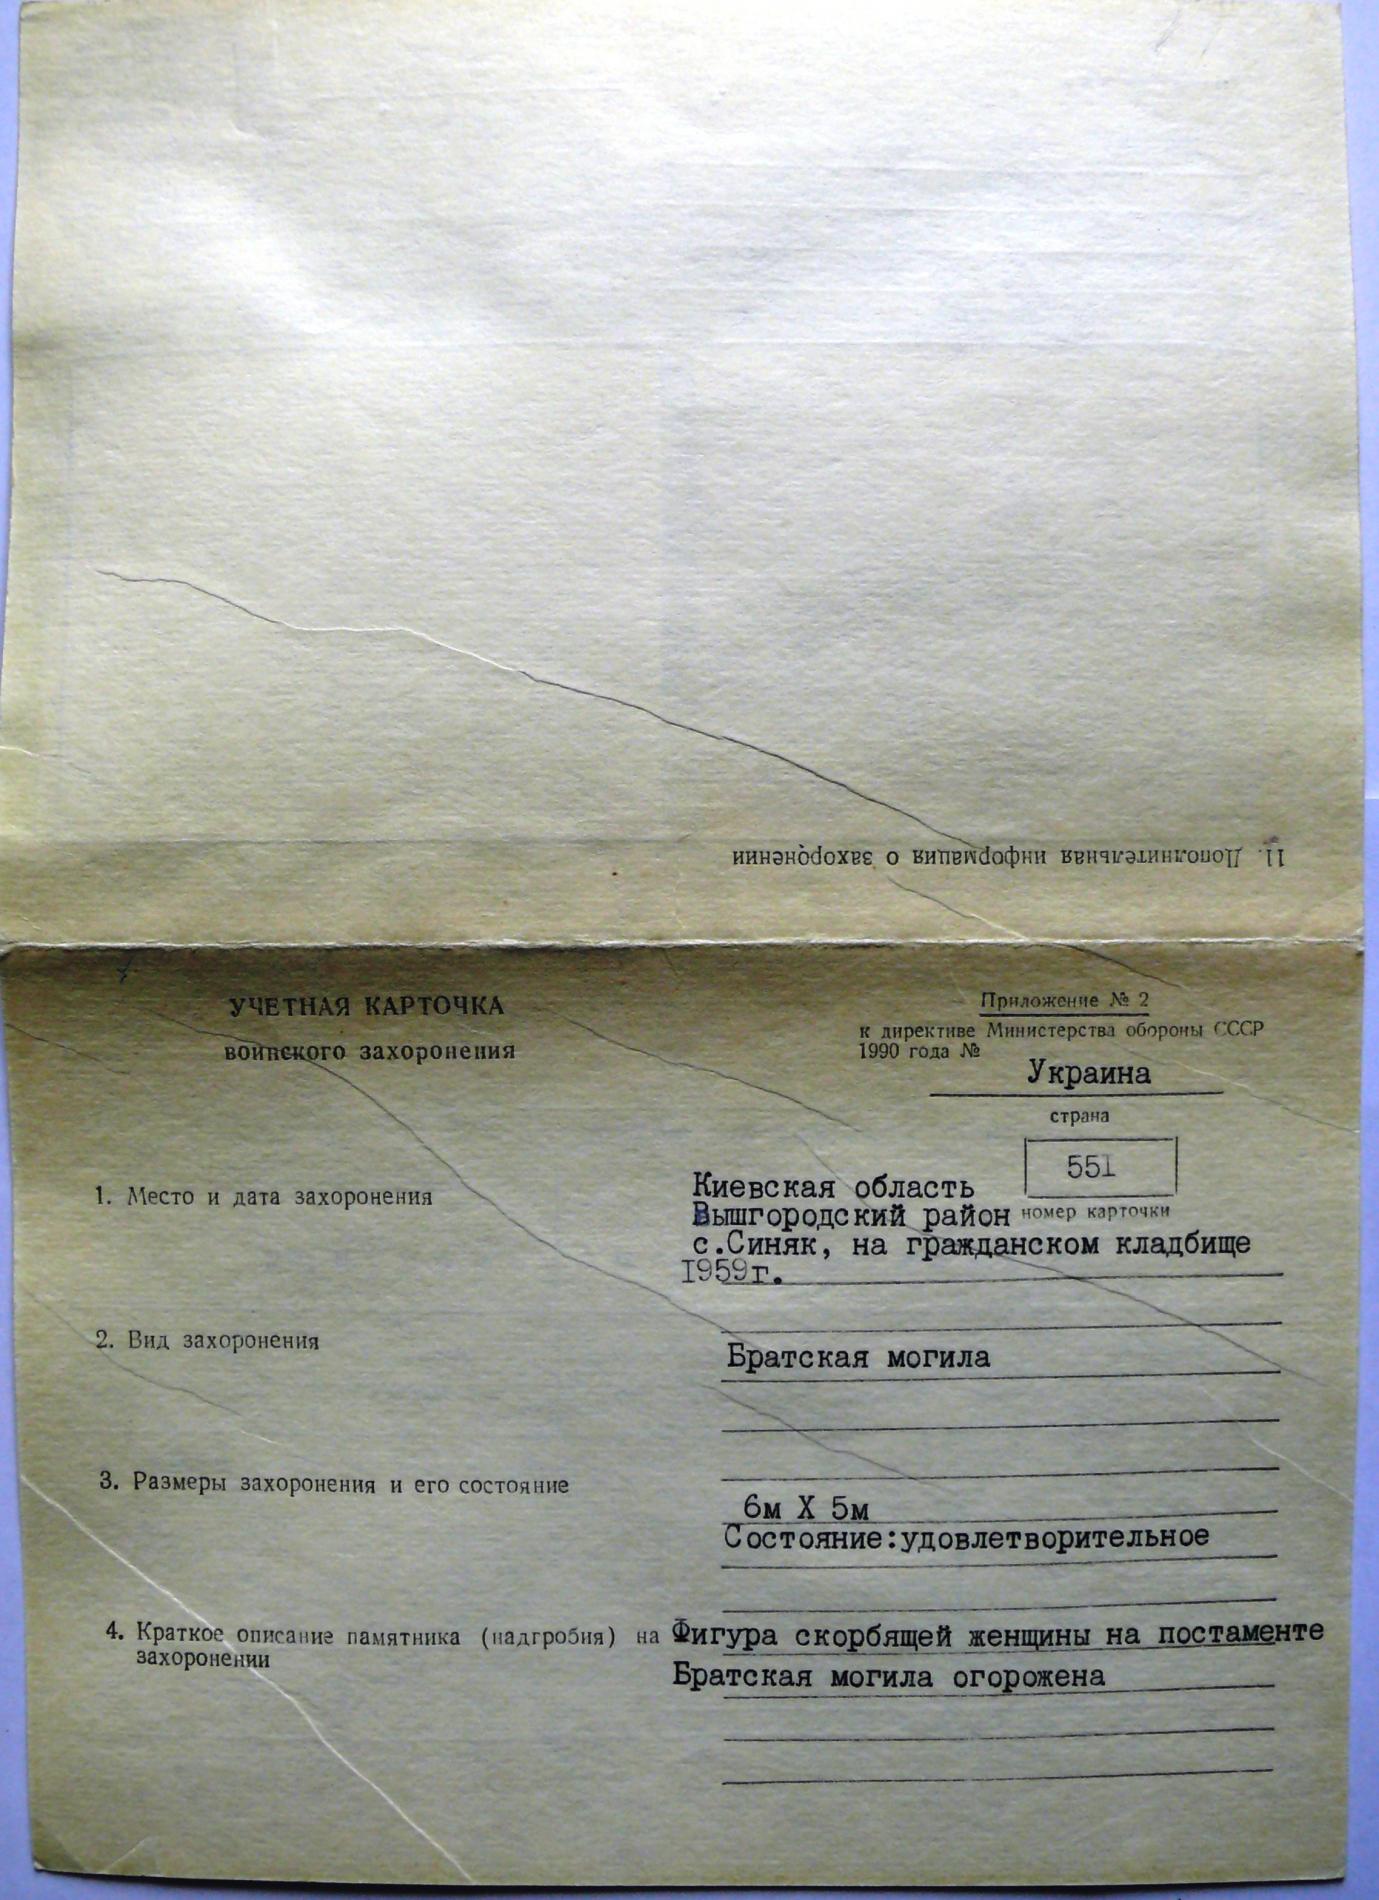 11. Дополнительная информация о захоронении
УЧЕТНАЯ КАРТОЧКА
воинского захоронения
Приложение № 2
к директиве Министерства обороны СССР
1990 года №
Украина
страна
551
номер карточки
1. Место и дата захоронения
Киевская область
Вышгородский район
с.Синяк, на гражданском кладбище
1959г.
2. Вид захоронения
Братская могила
3. Размеры захоронения и его состояние
6м Х 5м
Состояние:удовлетворительное
4. Краткое описание памятника (надгробия) на
захоронении
Фигура скорбящей женщины на постаменте
Братская могила огорожена